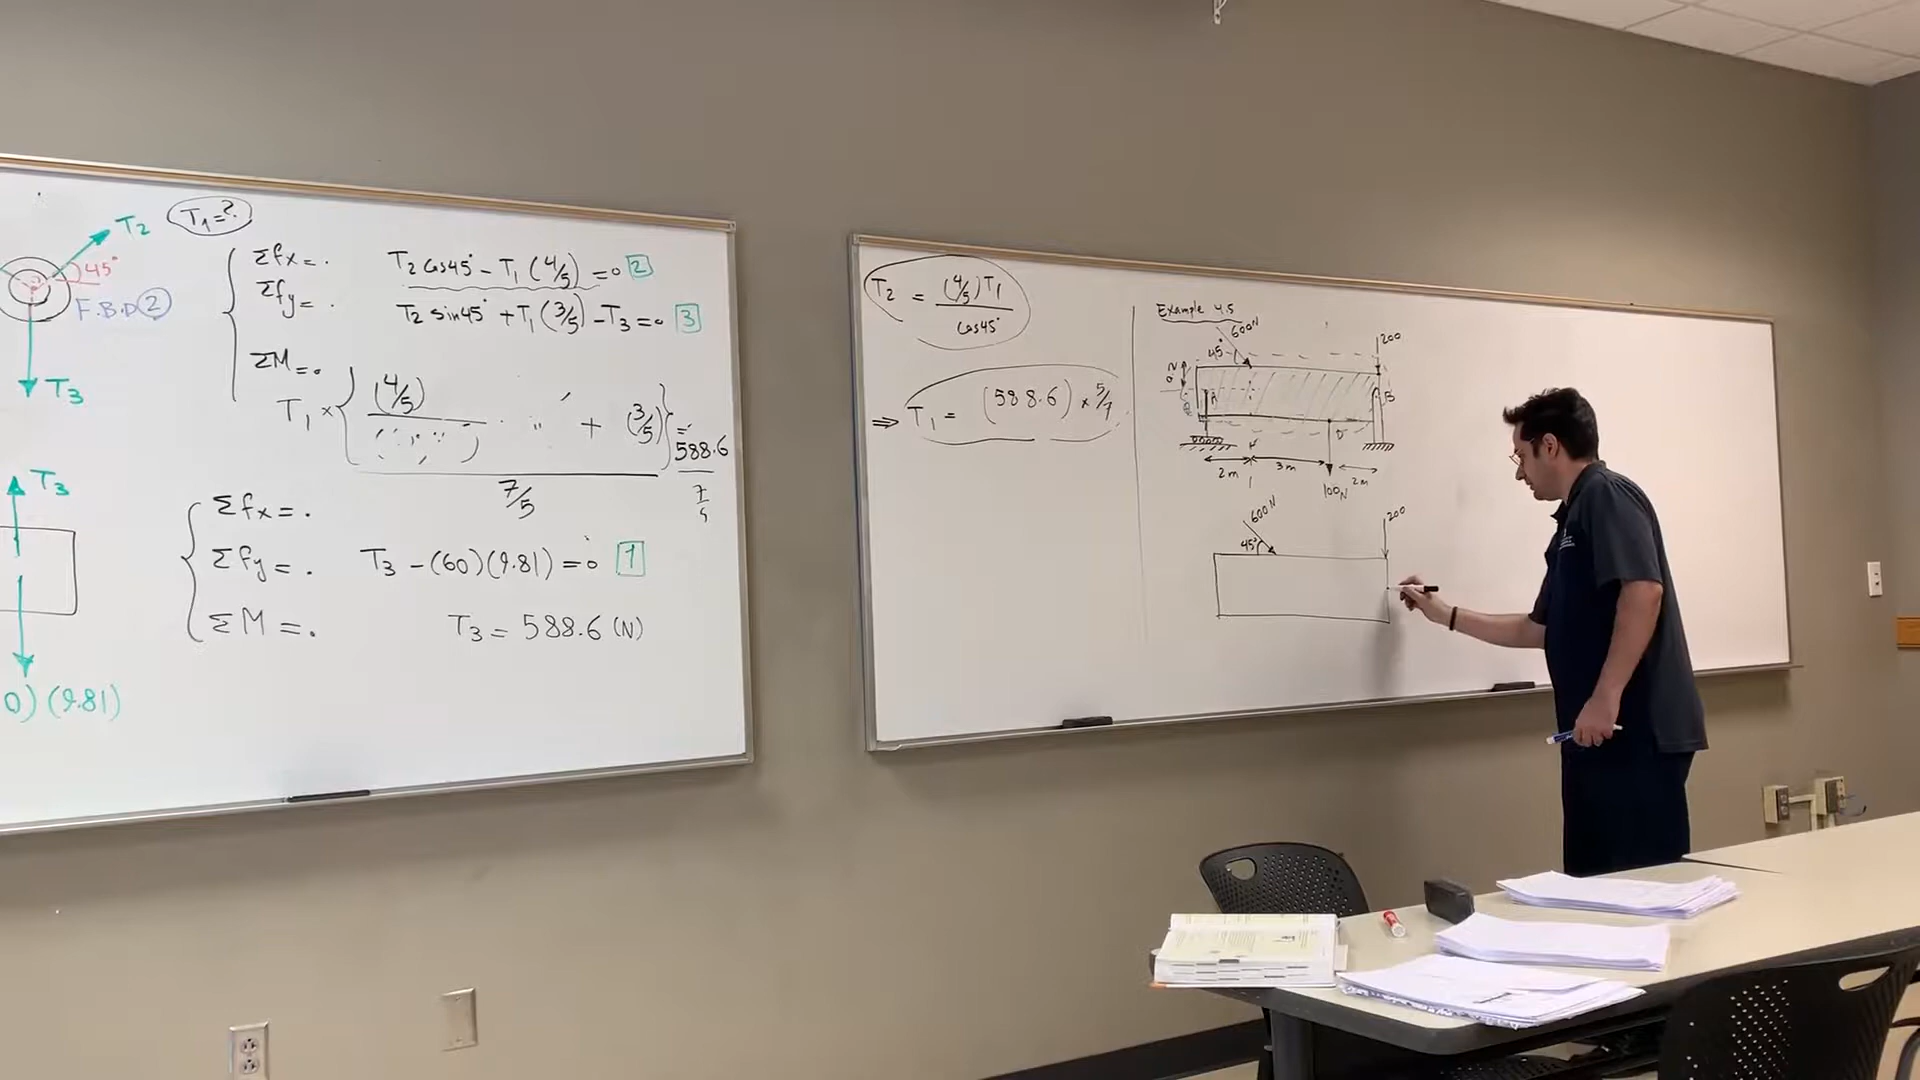 T₁=?
T₂
45°
F.B.D ②
T₃
Σfx=.
T₂ cos45° - T₁(4/5) =0 [2]
Σfy=.
T₂ sin45° + T₁(3/5) - T₃ =0 [3]
ΣM=.
T₁ × { (4/5) + (3/5) } =
588.6
7/5
7/5
T₃
Σfx=.
Σfy=.
T₃ - (60)(9.81) =0 [1]
ΣM=.
T₃ = 588.6 (N)
0)(9.81)
T₂ = (4/5)T₁ / cos45°
⇒ T₁ = (588.6) × 5/7
Example 4.5
600N
45°
200
A
B
D
2m
3m
2m
100N
600N
45°
200